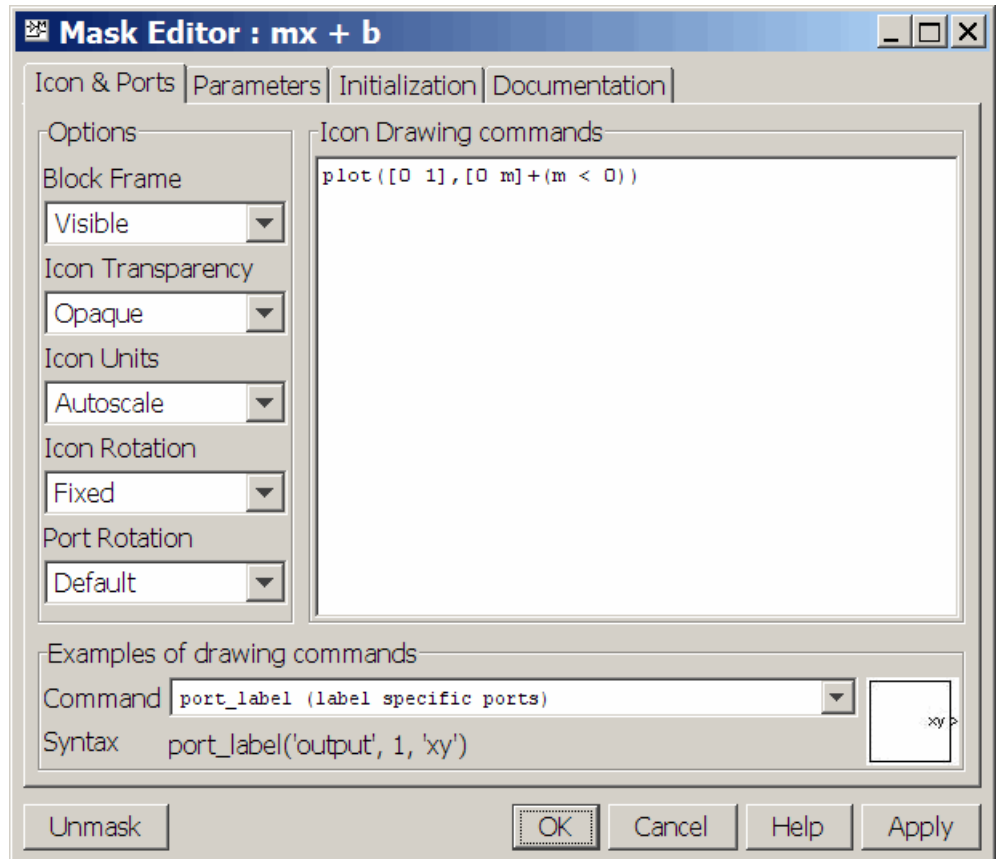 Mask Editor : mx + b
Icon & Ports Parameters Initialization Documentation
Options
Block Frame
Visible
Icon Transparency
Opaque
Icon Units
Autoscale
Icon Rotation
Fixed
Port Rotation
Default
Icon Drawing commands
plot([0 1],[0 m]+(m < 0))
Examples of drawing commands
Command port_label (label specific ports)
Syntax port_label('output', 1, 'xy')
xy
Unmask OK Cancel Help Apply